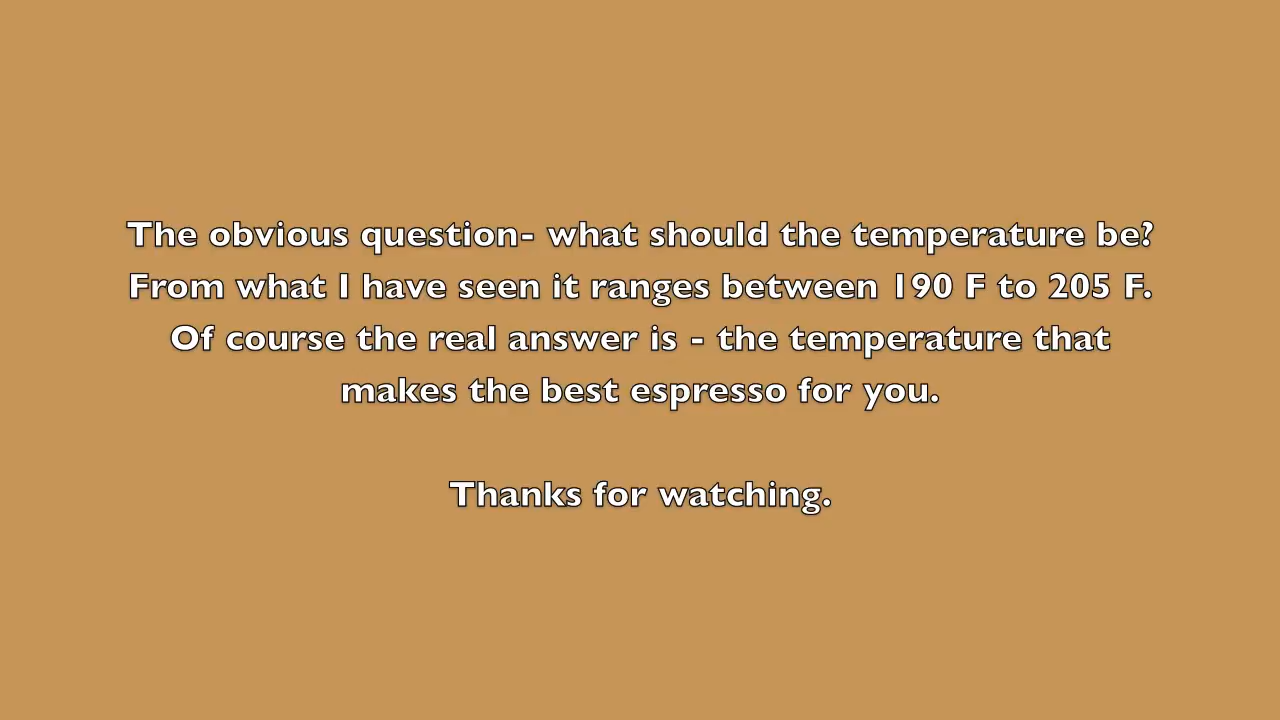 The obvious question- what should the temperature be?
From what I have seen it ranges between 190 F to 205 F.
Of course the real answer is - the temperature that
makes the best espresso for you.
Thanks for watching.